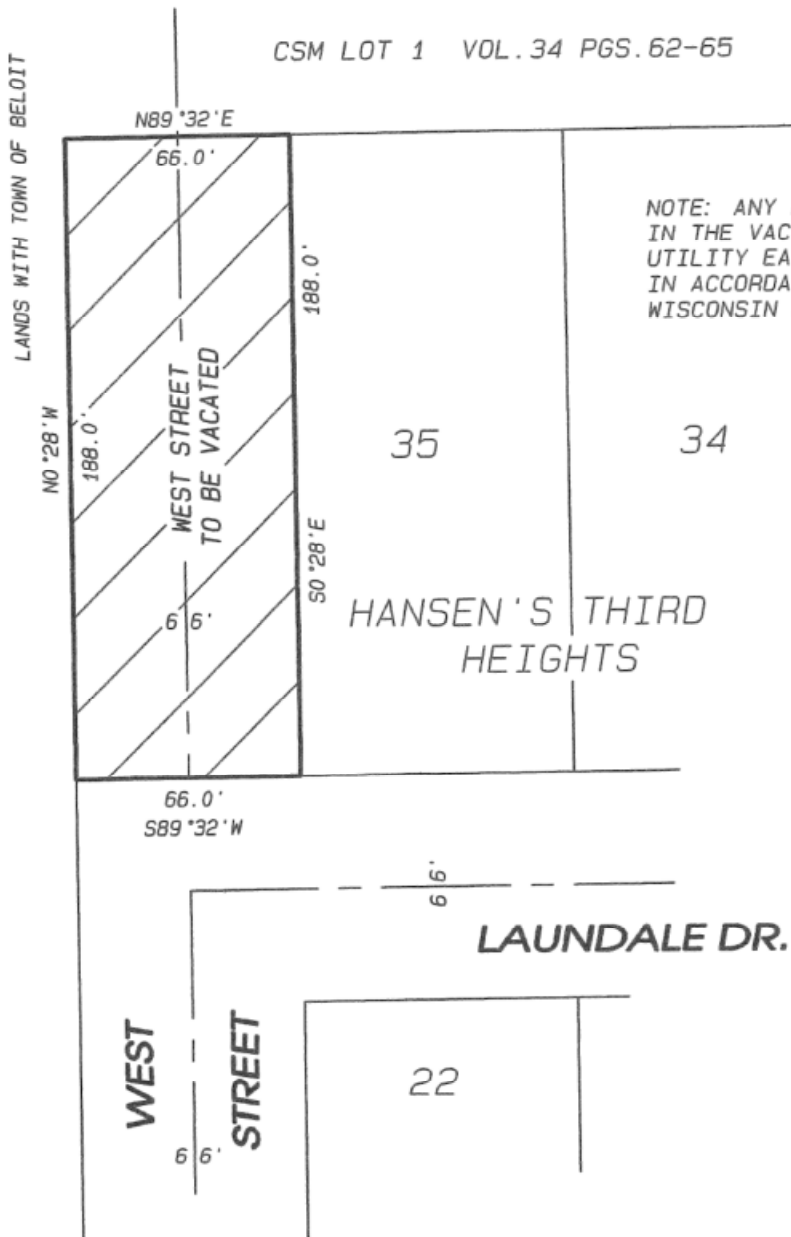 CSM LOT 1 VOL.34 PGS.62-65
LANDS WITH TOWN OF BELOIT
N89°32'E
66.0'
NOTE: ANY
IN THE VAC
UTILITY EA
IN ACCORDA
WISCONSIN
188.0'
WEST STREET
TO BE VACATED
N0°28'W
188.0'
35
34
S0°28'E
66'
HANSEN'S THIRD
HEIGHTS
66.0'
S89°32'W
66'
LAUNDALE DR.
WEST
STREET
22
66'